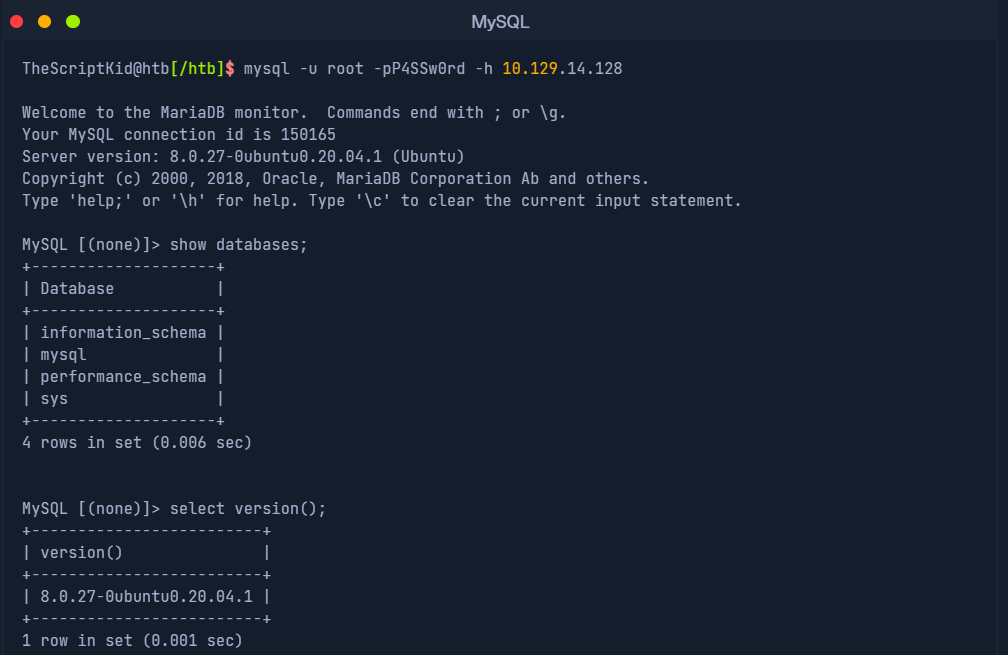 MySQL
TheScriptKid@htb[/htb]$ mysql -u root -pP4SSw0rd -h 10.129.14.128
Welcome to the MariaDB monitor.  Commands end with ; or \g.
Your MySQL connection id is 150165
Server version: 8.0.27-0ubuntu0.20.04.1 (Ubuntu)
Copyright (c) 2000, 2018, Oracle, MariaDB Corporation Ab and others.
Type 'help;' or '\h' for help. Type '\c' to clear the current input statement.
MySQL [(none)]> show databases;
+--------------------+
| Database           |
+--------------------+
| information_schema |
| mysql              |
| performance_schema |
| sys                |
+--------------------+
4 rows in set (0.006 sec)
MySQL [(none)]> select version();
+-------------------------+
| version()               |
+-------------------------+
| 8.0.27-0ubuntu0.20.04.1 |
+-------------------------+
1 row in set (0.001 sec)